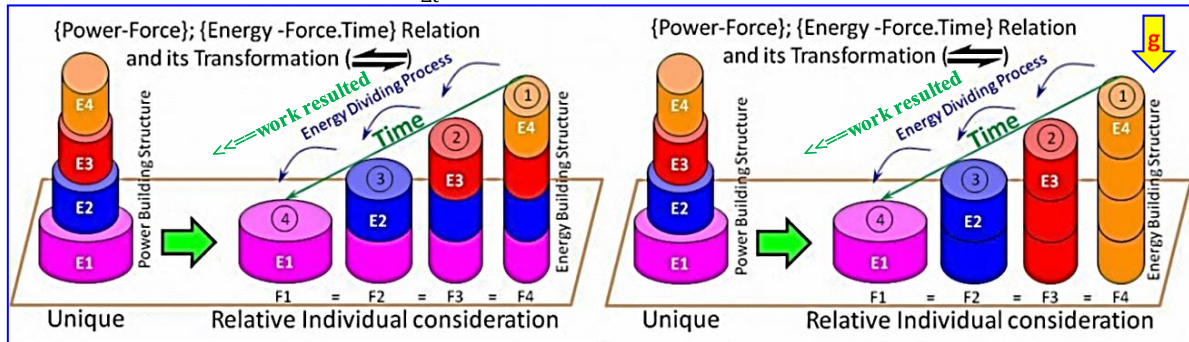 Δt
{Power-Force}; {Energy -Force.Time} Relation
and its Transformation (⇌)
<<=work resulted
Energy Dividing Process
Time
E4
E3
E2
E1
Power Building Structure
4
E1
3
E2
2
E3
1
E4
Energy Building Structure
F1 = F2 = F3 = F4
Unique
Relative Individual consideration
{Power-Force}; {Energy -Force.Time} Relation
and its Transformation (⇌)
g
<<=work resulted
Energy Dividing Process
Time
E4
E3
E2
E1
Power Building Structure
4
E1
3
E2
2
E3
1
E4
Energy Building Structure
F1 = F2 = F3 = F4
Unique
Relative Individual consideration